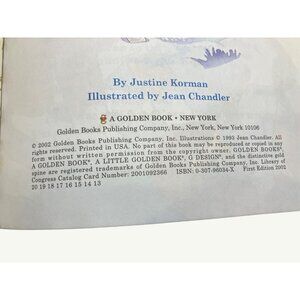 By Justine Korman
Illustrated by Jean Chandler
A GOLDEN BOOK • NEW YORK
Golden Books Publishing Company, Inc., New York, New York 10106
© 2002 Golden Books Publishing Company, Inc. Illustrations © 1993 Jean Chandler. All
rights reserved. Printed in USA. No part of this book may be reproduced or copied in any
form without written permission from the copyright owner. GOLDEN BOOKS®,
A GOLDEN BOOK®, A LITTLE GOLDEN BOOK®, G DESIGN®, and the distinctive gold
spine are registered trademarks of Golden Books Publishing Company, Inc. Library of
Congress Catalog Card Number: 2001092366 ISBN: 0-307-96034-X First Edition 2002
20 19 18 17 16 15 14 13